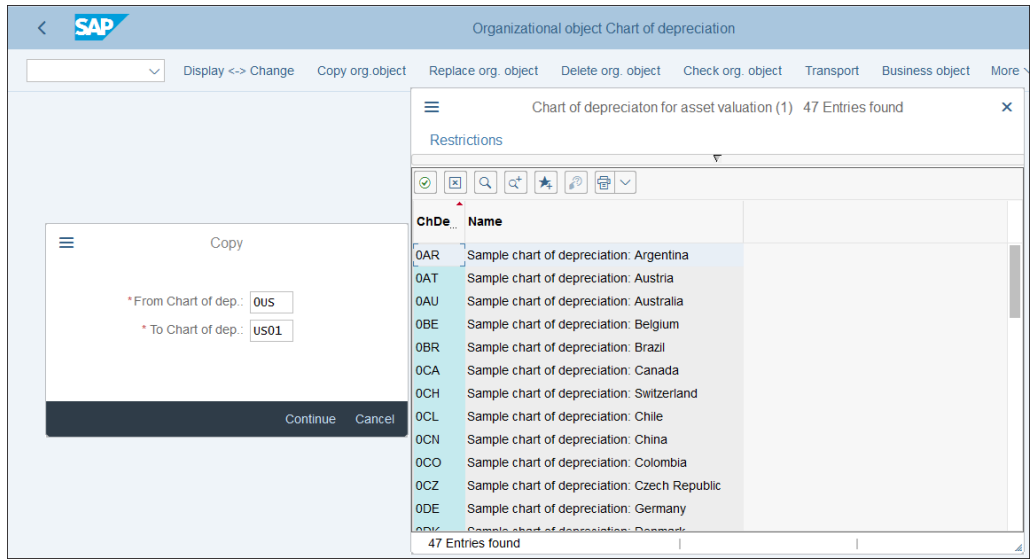 SAP
Organizational object Chart of depreciation
Display <-> Change Copy org.object Replace org. object Delete org. object Check org. object Transport Business object More
Chart of depreciaton for asset valuation (1) 47 Entries found
Restrictions
ChDe... Name
0AR Sample chart of depreciation: Argentina
0AT Sample chart of depreciation: Austria
0AU Sample chart of depreciation: Australia
0BE Sample chart of depreciation: Belgium
0BR Sample chart of depreciation: Brazil
0CA Sample chart of depreciation: Canada
0CH Sample chart of depreciation: Switzerland
0CL Sample chart of depreciation: Chile
0CN Sample chart of depreciation: China
0CO Sample chart of depreciation: Colombia
0CZ Sample chart of depreciation: Czech Republic
0DE Sample chart of depreciation: Germany
0DK Sample chart of depreciation: Denmark
47 Entries found
Copy
*From Chart of dep.: 0US
* To Chart of dep.: US01
Continue Cancel